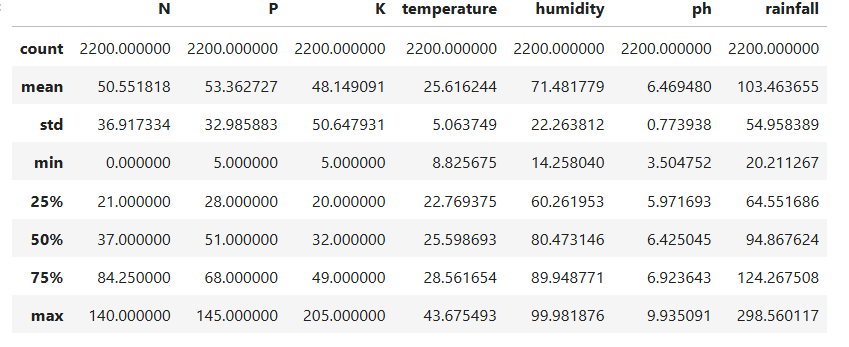 N P K temperature humidity ph rainfall
count 2200.000000 2200.000000 2200.000000 2200.000000 2200.000000 2200.000000 2200.000000
mean 50.551818 53.362727 48.149091 25.616244 71.481779 6.469480 103.463655
std 36.917334 32.985883 50.647931 5.063749 22.263812 0.773938 54.958389
min 0.000000 5.000000 5.000000 8.825675 14.258040 3.504752 20.211267
25% 21.000000 28.000000 20.000000 22.769375 60.261953 5.971693 64.551686
50% 37.000000 51.000000 32.000000 25.598693 80.473146 6.425045 94.867624
75% 84.250000 68.000000 49.000000 28.561654 89.948771 6.923643 124.267508
max 140.000000 145.000000 205.000000 43.675493 99.981876 9.935091 298.560117